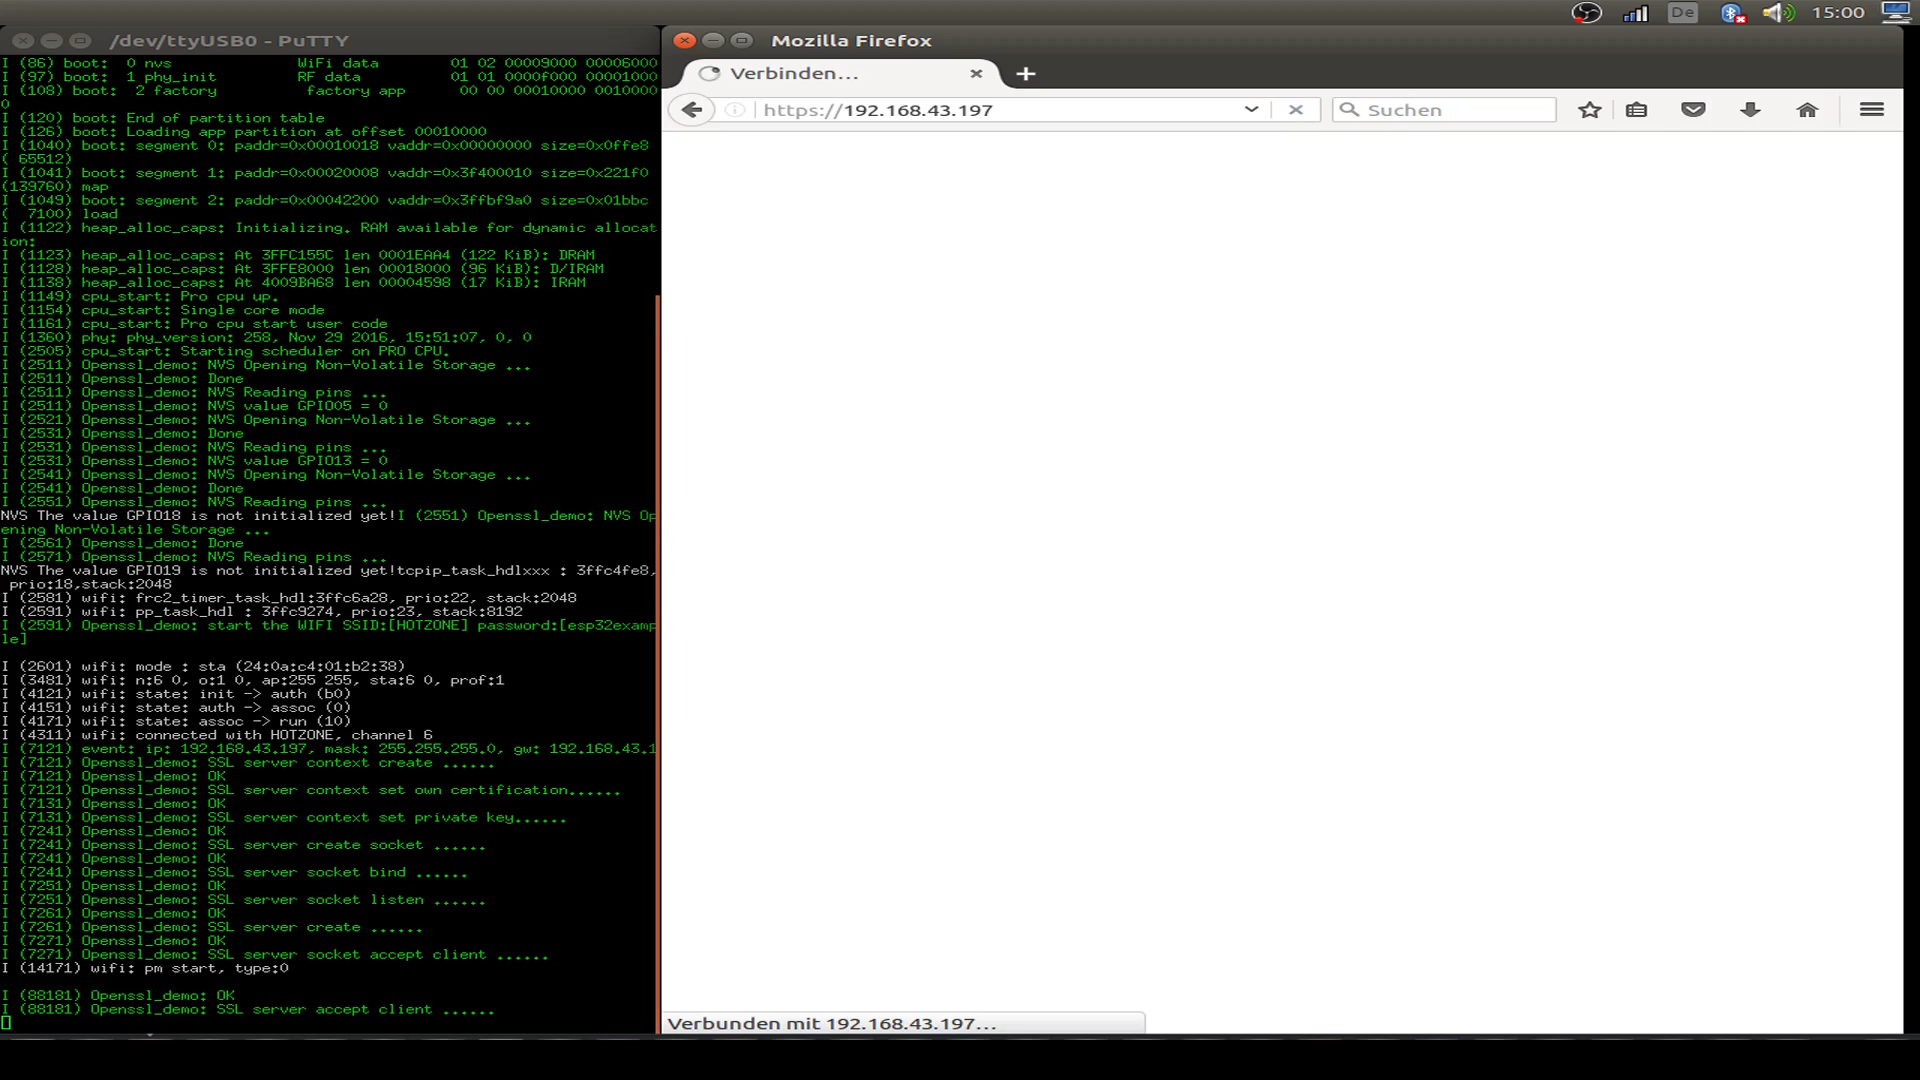 De
15:00
/dev/ttyUSB0 - PuTTY
I (86) boot:  0 nvs              WiFi data        01 02 00009000 00006000
I (97) boot:  1 phy_init         RF data          01 01 0000f000 00001000
I (108) boot:  2 factory          factory app      00 00 00010000 0010000
0
I (120) boot: End of partition table
I (126) boot: Loading app partition at offset 00010000
I (1040) boot: segment 0: paddr=0x00010018 vaddr=0x00000000 size=0x0ffe8
( 65512)
I (1041) boot: segment 1: paddr=0x00020008 vaddr=0x3f400010 size=0x221f0
(139760) map
I (1049) boot: segment 2: paddr=0x00042200 vaddr=0x3ffbf9a0 size=0x01bbc
(  7100) load
I (1122) heap_alloc_caps: Initializing. RAM available for dynamic allocat
ion:
I (1123) heap_alloc_caps: At 3FFC155C len 0001EAA4 (122 KiB): DRAM
I (1128) heap_alloc_caps: At 3FFE8000 len 00018000 (96 KiB): D/IRAM
I (1138) heap_alloc_caps: At 4009BA68 len 00004598 (17 KiB): IRAM
I (1149) cpu_start: Pro cpu up.
I (1154) cpu_start: Single core mode
I (1161) cpu_start: Pro cpu start user code
I (1360) phy: phy_version: 258, Nov 29 2016, 15:51:07, 0, 0
I (2505) cpu_start: Starting scheduler on PRO CPU.
I (2511) Openssl_demo: NVS Opening Non-Volatile Storage ...
I (2511) Openssl_demo: Done
I (2511) Openssl_demo: NVS Reading pins ...
I (2511) Openssl_demo: NVS value GPIO05 = 0
I (2521) Openssl_demo: NVS Opening Non-Volatile Storage ...
I (2531) Openssl_demo: Done
I (2531) Openssl_demo: NVS Reading pins ...
I (2531) Openssl_demo: NVS value GPIO13 = 0
I (2541) Openssl_demo: NVS Opening Non-Volatile Storage ...
I (2541) Openssl_demo: Done
I (2551) Openssl_demo: NVS Reading pins ...
NVS The value GPIO18 is not initialized yet!I (2551) Openssl_demo: NVS Op
ening Non-Volatile Storage ...
I (2561) Openssl_demo: Done
I (2571) Openssl_demo: NVS Reading pins ...
NVS The value GPIO19 is not initialized yet!tcpip_task_hdlxxx : 3ffc4fe8,
 prio:18,stack:2048
I (2581) wifi: frc2_timer_task_hdl:3ffc6a28, prio:22, stack:2048
I (2591) wifi: pp_task_hdl : 3ffc9274, prio:23, stack:8192
I (2591) Openssl_demo: start the WIFI SSID:[HOTZONE] password:[esp32examp
le]
I (2601) wifi: mode : sta (24:0a:c4:01:b2:38)
I (3481) wifi: n:6 0, o:1 0, ap:255 255, sta:6 0, prof:1
I (4121) wifi: state: init -> auth (b0)
I (4151) wifi: state: auth -> assoc (0)
I (4171) wifi: state: assoc -> run (10)
I (4311) wifi: connected with HOTZONE, channel 6
I (7121) event: ip: 192.168.43.197, mask: 255.255.255.0, gw: 192.168.43.1
I (7121) Openssl_demo: SSL server context create ......
I (7121) Openssl_demo: OK
I (7121) Openssl_demo: SSL server context set own certification......
I (7131) Openssl_demo: OK
I (7131) Openssl_demo: SSL server context set private key......
I (7241) Openssl_demo: OK
I (7241) Openssl_demo: SSL server create socket ......
I (7241) Openssl_demo: OK
I (7241) Openssl_demo: SSL server socket bind ......
I (7251) Openssl_demo: OK
I (7251) Openssl_demo: SSL server socket listen ......
I (7261) Openssl_demo: OK
I (7261) Openssl_demo: SSL server create ......
I (7271) Openssl_demo: OK
I (7271) Openssl_demo: SSL server socket accept client ......
I (14171) wifi: pm start, type:0
I (88181) Openssl_demo: OK
I (88181) Openssl_demo: SSL server accept client ......
Mozilla Firefox
Verbinden...
https://192.168.43.197
Suchen
Verbunden mit 192.168.43.197...